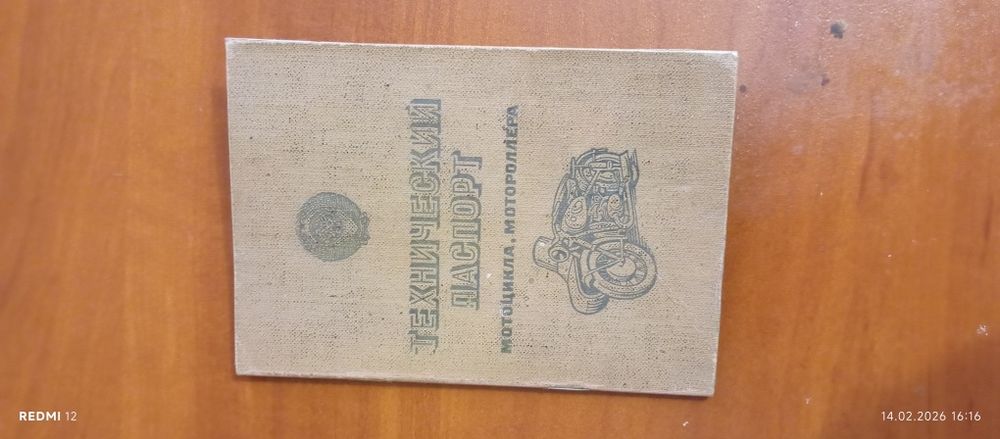 ТЕХНИЧЕСКИЙ
ПАСПОРТ
МОТОЦИКЛА, МОТОРОЛЛЕРА
REDMI 12
14.02.2026 16:16